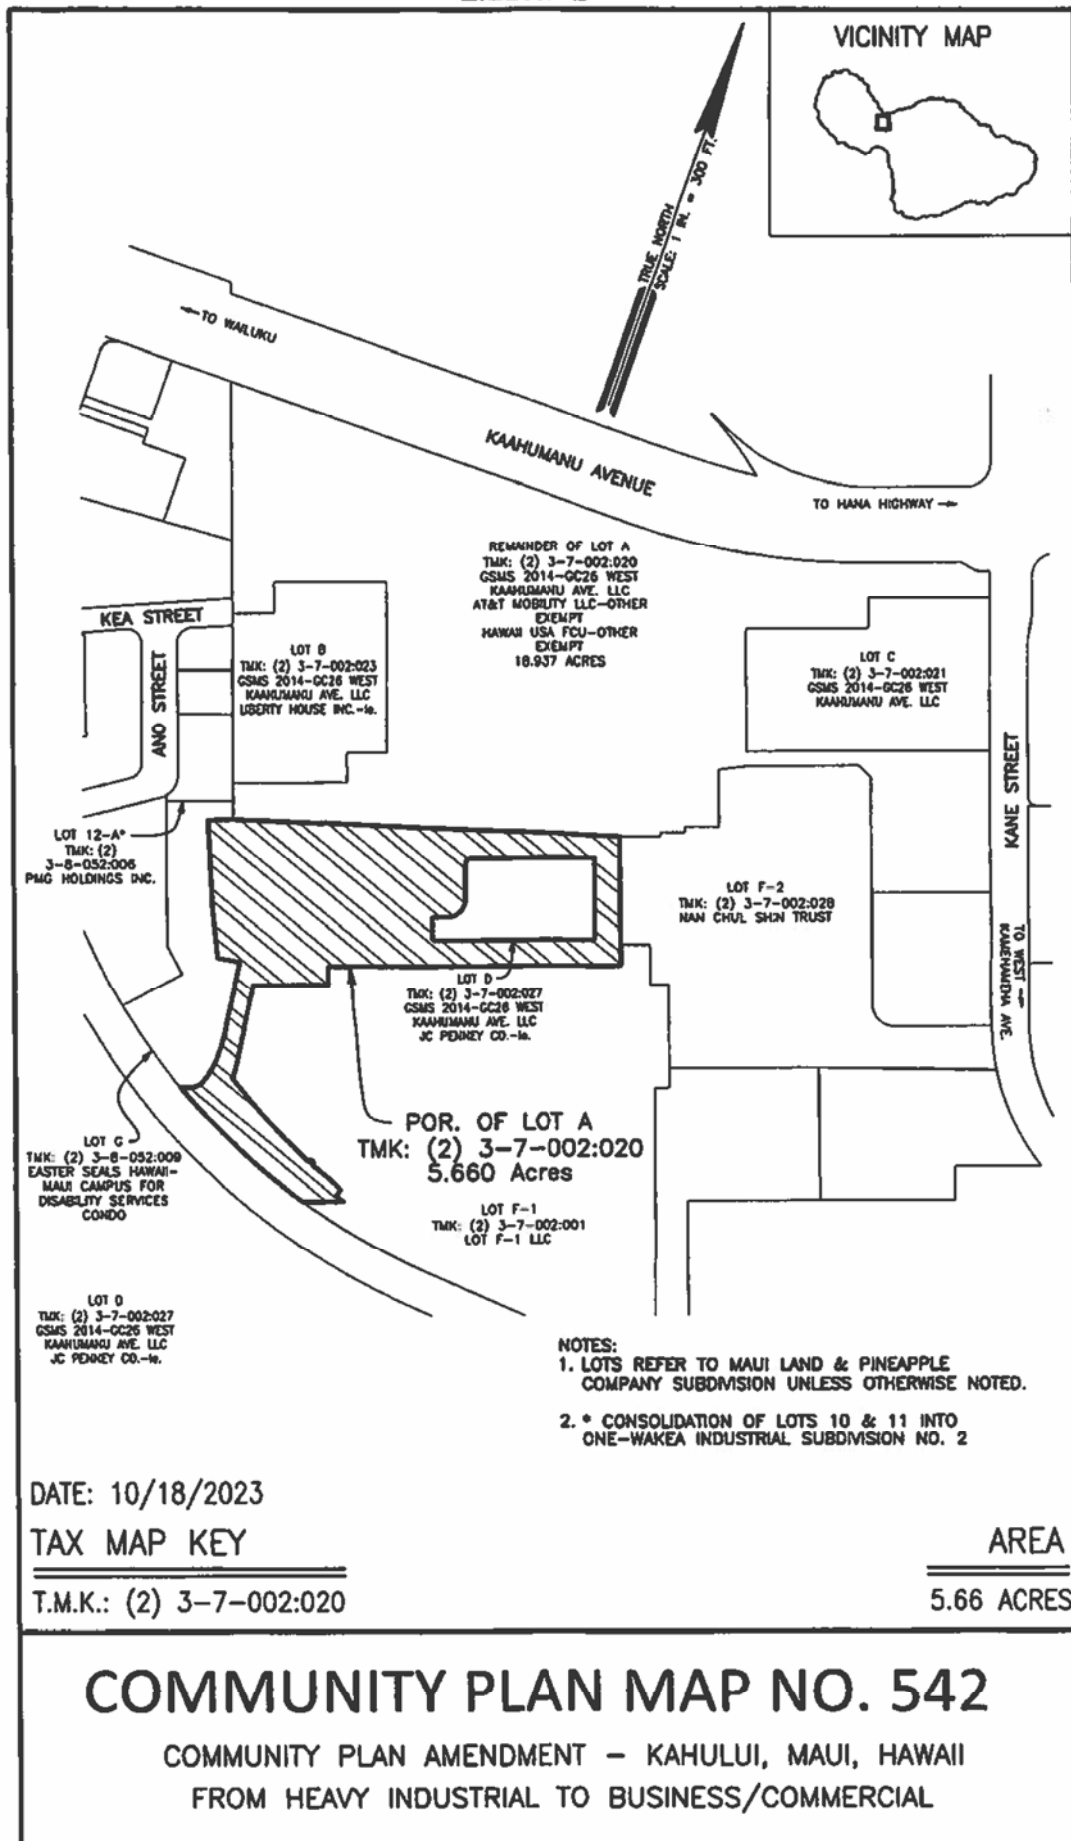 VICINITY MAP
TRUE NORTH
SCALE: 1 IN. = 300 FT.
← TO WAILUKU
KAAHUMANU AVENUE
TO HANA HIGHWAY →
REMAINDER OF LOT A
TMK: (2) 3-7-002:020
GSMS 2014-GC26 WEST
KAAHUMANU AVE. LLC
AT&T MOBILITY LLC-OTHER
EXEMPT
HAWAII USA FCU-OTHER
EXEMPT
18.937 ACRES
KEA STREET
ANO STREET
LOT B
TMK: (2) 3-7-002:023
GSMS 2014-GC26 WEST
KAAHUMANU AVE. LLC
LIBERTY HOUSE INC.-le.
LOT C
TMK: (2) 3-7-002:021
GSMS 2014-GC26 WEST
KAAHUMANU AVE. LLC
KANE STREET
TO WEST →
KAMEHAMEHA AVE.
LOT 12-A*
TMK: (2)
3-8-052:006
PMG HOLDINGS INC.
LOT F-2
TMK: (2) 3-7-002:028
NAN CHUL SHIN TRUST
LOT D
TMK: (2) 3-7-002:027
GSMS 2014-GC26 WEST
KAAHUMANU AVE. LLC
JC PENNEY CO.-le.
POR. OF LOT A
TMK: (2) 3-7-002:020
5.660 Acres
LOT G
TMK: (2) 3-8-052:009
EASTER SEALS HAWAII-
MAUI CAMPUS FOR
DISABILITY SERVICES
CONDO
LOT F-1
TMK: (2) 3-7-002:001
LOT F-1 LLC
LOT D
TMK: (2) 3-7-002:027
GSMS 2014-GC26 WEST
KAAHUMANU AVE. LLC
JC PENNEY CO.-le.
NOTES:
1. LOTS REFER TO MAUI LAND & PINEAPPLE
COMPANY SUBDIVISION UNLESS OTHERWISE NOTED.
2. * CONSOLIDATION OF LOTS 10 & 11 INTO
ONE-WAKEA INDUSTRIAL SUBDIVISION NO. 2
DATE: 10/18/2023
TAX MAP KEY
AREA
T.M.K.: (2) 3-7-002:020
5.66 ACRES
COMMUNITY PLAN MAP NO. 542
COMMUNITY PLAN AMENDMENT – KAHULUI, MAUI, HAWAII
FROM HEAVY INDUSTRIAL TO BUSINESS/COMMERCIAL